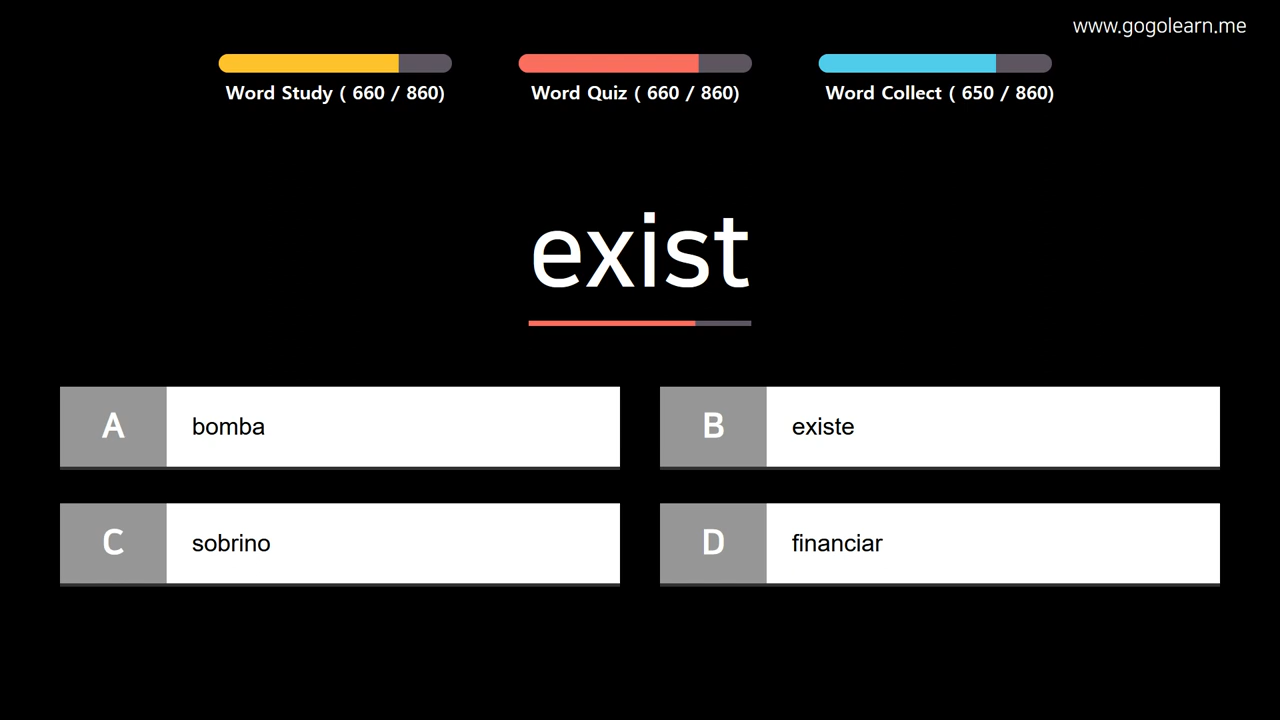 www.gogolearn.me
Word Study ( 660 / 860)
Word Quiz ( 660 / 860)
Word Collect ( 650 / 860)
exist
A bomba
B existe
C sobrino
D financiar